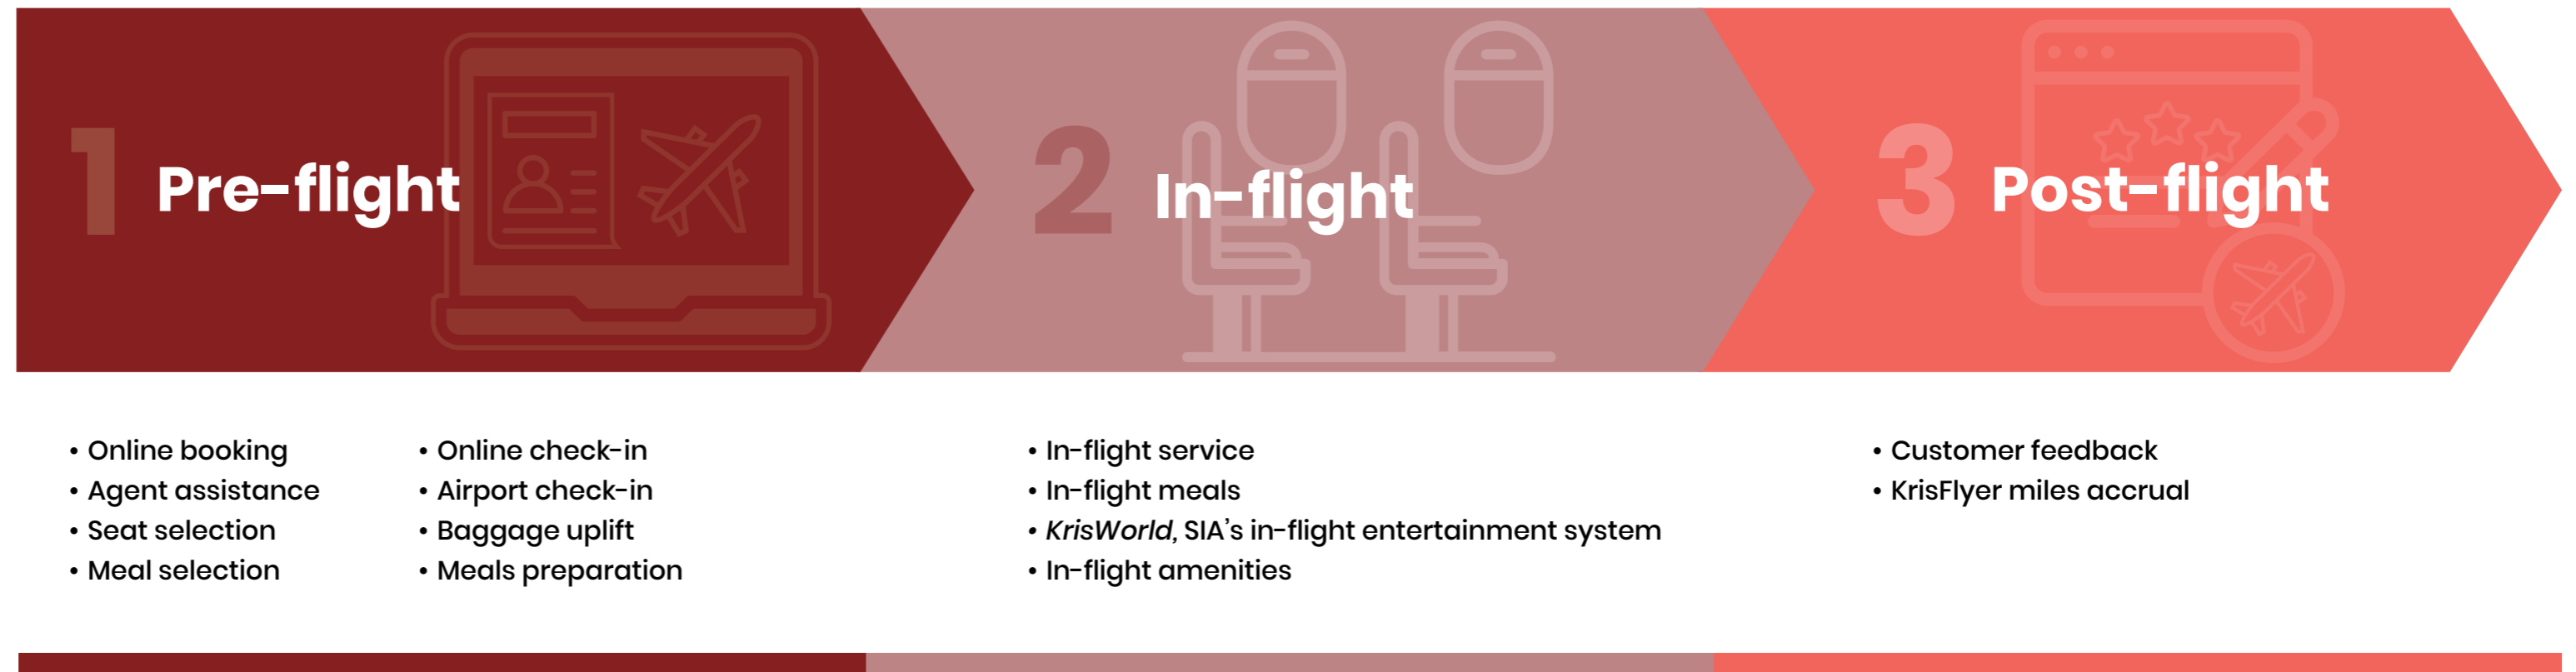 1 Pre-flight
• Online booking
• Agent assistance
• Seat selection
• Meal selection
• Online check-in
• Airport check-in
• Baggage uplift
• Meals preparation
2 In-flight
• In-flight service
• In-flight meals
• KrisWorld, SIA’s in-flight entertainment system
• In-flight amenities
3 Post-flight
• Customer feedback
• KrisFlyer miles accrual